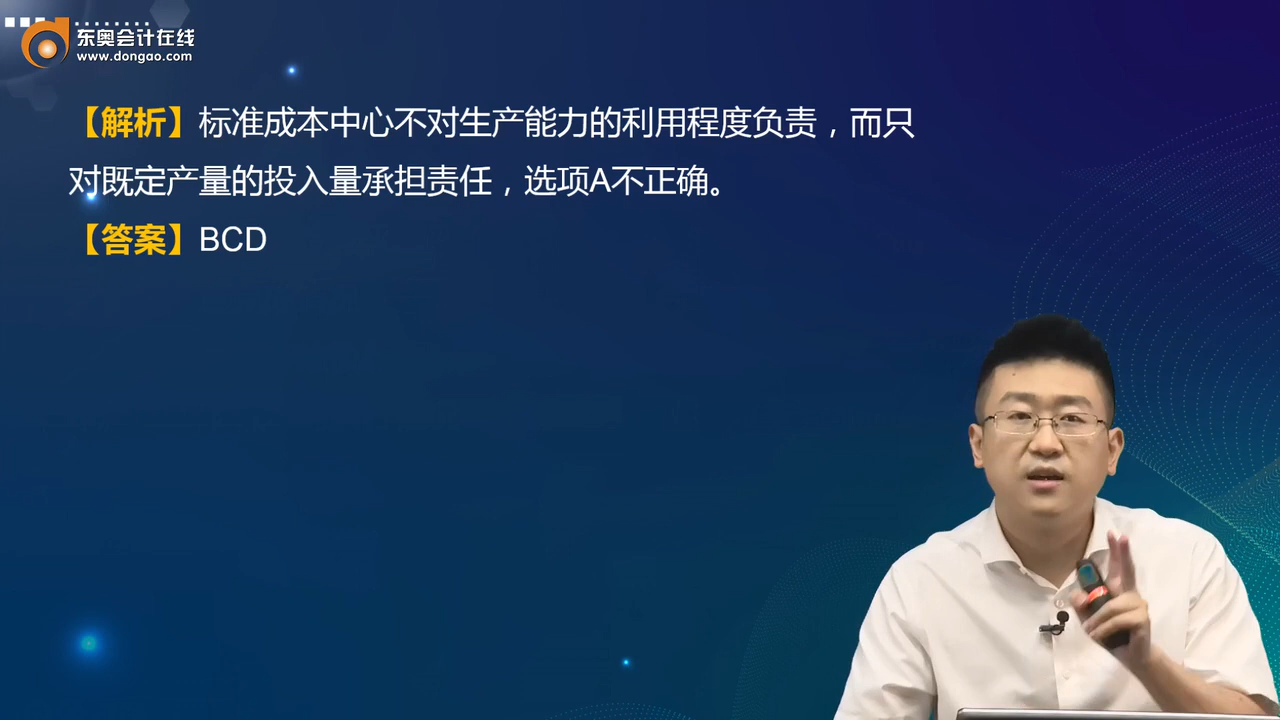 东奥会计在线
www.dongao.com
【解析】标准成本中心不对生产能力的利用程度负责，而只
对既定产量的投入量承担责任，选项A不正确。
【答案】BCD